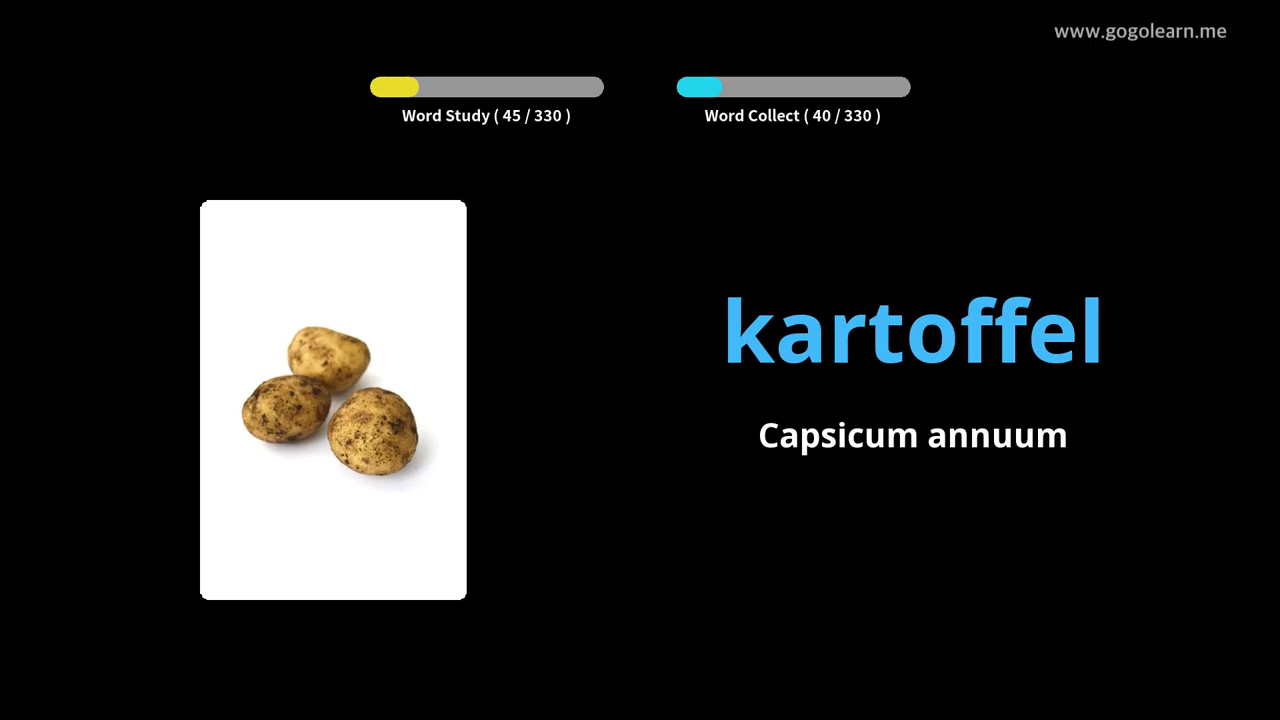 www.gogolearn.me
Word Study ( 45 / 330 )
Word Collect ( 40 / 330 )
kartoffel
Capsicum annuum